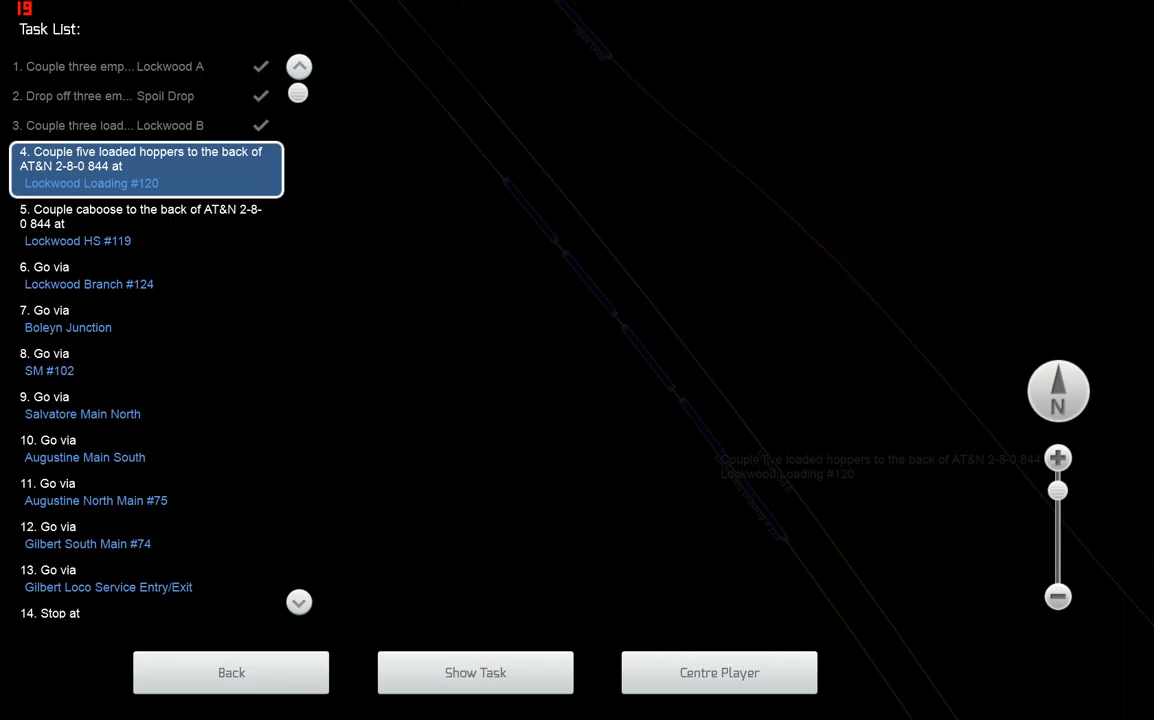 19
Task List:
1. Couple three emp... Lockwood A
2. Drop off three em... Spoil Drop
3. Couple three load... Lockwood B
4. Couple five loaded hoppers to the back of
AT&N 2-8-0 844 at
Lockwood Loading #120
5. Couple caboose to the back of AT&N 2-8-
0 844 at
Lockwood HS #119
6. Go via
Lockwood Branch #124
7. Go via
Boleyn Junction
8. Go via
SM #102
9. Go via
Salvatore Main North
10. Go via
Augustine Main South
11. Go via
Augustine North Main #75
12. Go via
Gilbert South Main #74
13. Go via
Gilbert Loco Service Entry/Exit
14. Stop at
Couple five loaded hoppers to the back of AT&N 2-8-0 844
Lockwood Loading #120
N
Back
Show Task
Centre Player